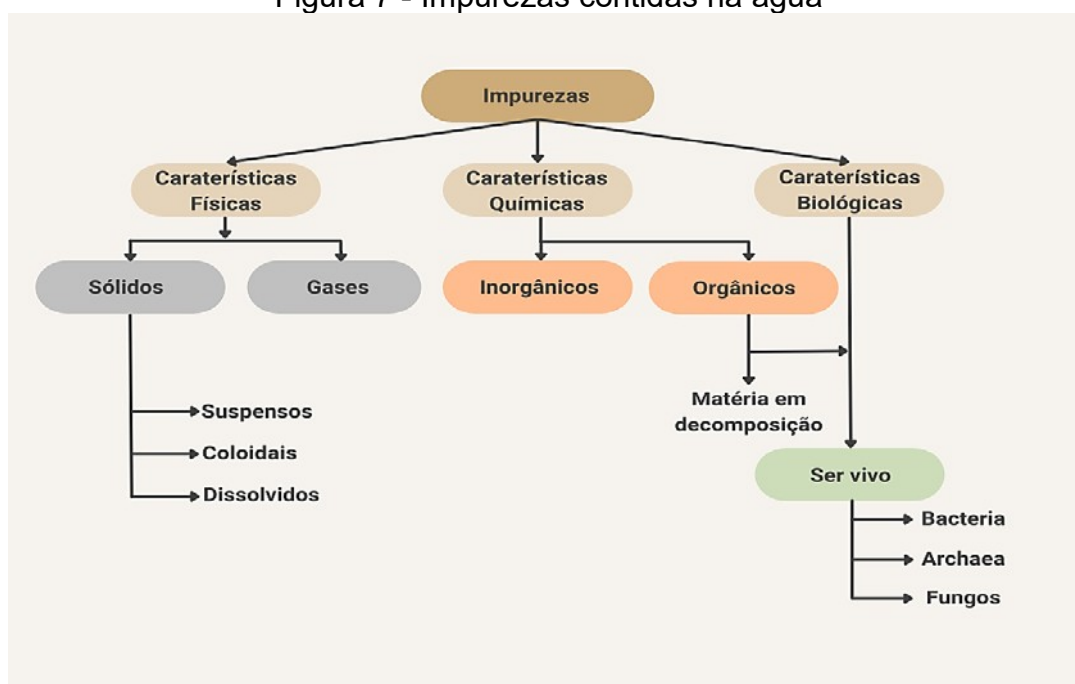 Figura 7 - Impurezas contidas na água
Impurezas
Caraterísticas
Físicas
Caraterísticas
Químicas
Caraterísticas
Biológicas
Sólidos
Gases
Inorgânicos
Orgânicos
Suspensos
Coloidais
Dissolvidos
Matéria em
decomposição
Ser vivo
Bacteria
Archaea
Fungos